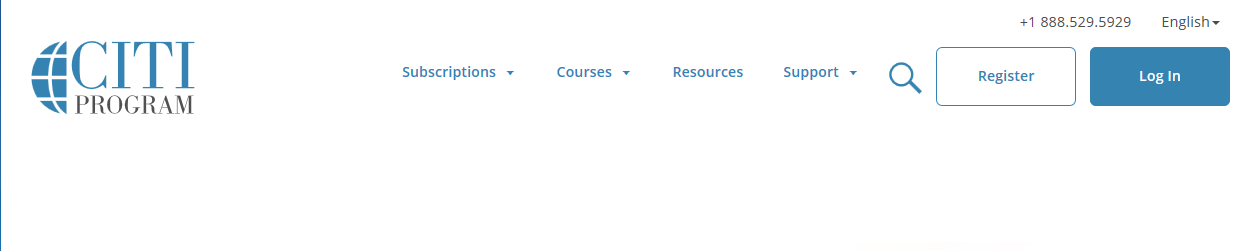 +1 888.529.5929 English
CITI
PROGRAM
Subscriptions Courses Resources Support Register Log In